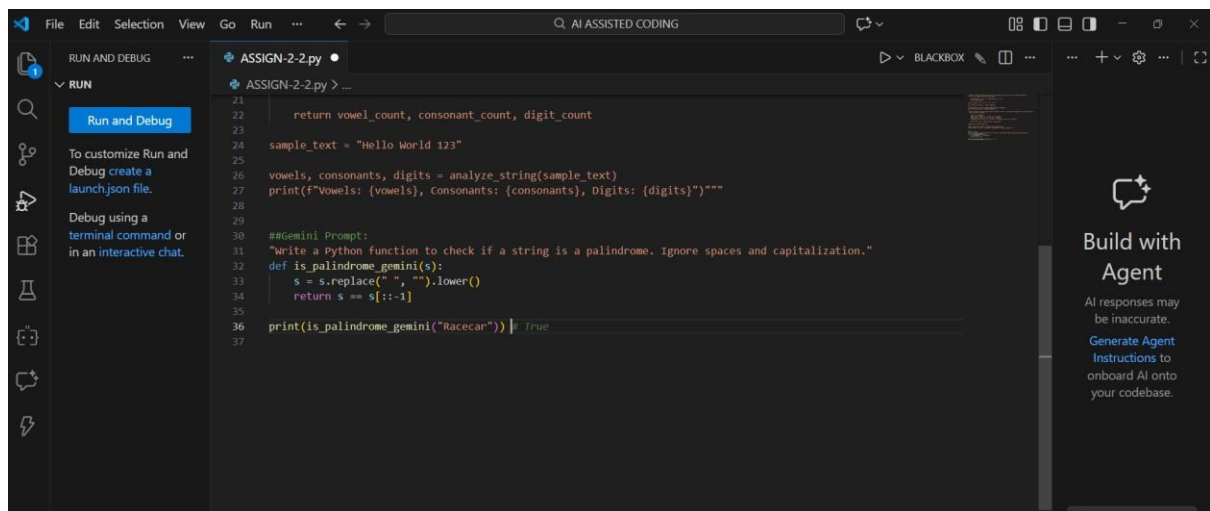 File Edit Selection View Go Run ... AI ASSISTED CODING
RUN AND DEBUG ...
RUN
Run and Debug
To customize Run and
Debug create a
launch.json file.
Debug using a
terminal command or
in an interactive chat.
1
ASSIGN-2-2.py
BLACKBOX
ASSIGN-2-2.py > ...
21
22 return vowel_count, consonant_count, digit_count
23
24 sample_text = "Hello World 123"
25
26 vowels, consonants, digits = analyze_string(sample_text)
27 print(f"Vowels: {vowels}, Consonants: {consonants}, Digits: {digits}")"""
28
29
30 ##Gemini Prompt:
31 "Write a Python function to check if a string is a palindrome. Ignore spaces and capitalization."
32 def is_palindrome_gemini(s):
33 s = s.replace(" ", "").lower()
34 return s == s[::-1]
35
36 print(is_palindrome_gemini("Racecar")) # True
37
Build with
Agent
AI responses may
be inaccurate.
Generate Agent
Instructions to
onboard AI onto
your codebase.